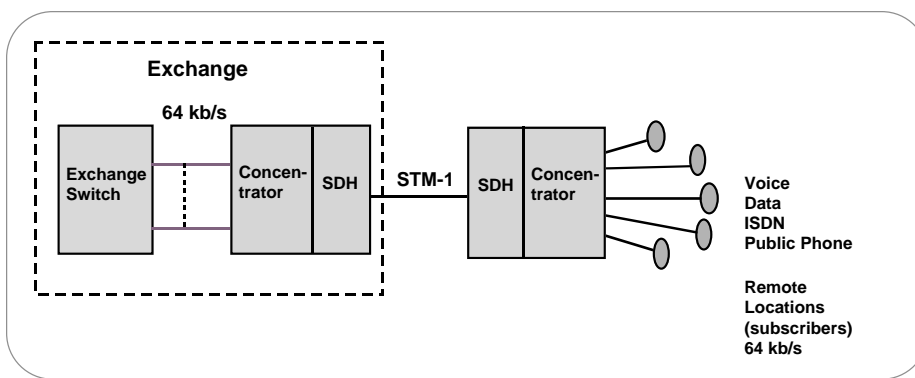 Exchange
64 kb/s
Exchange
Switch
Concen-
trator
SDH
STM-1
SDH
Concen-
trator
Voice
Data
ISDN
Public Phone
Remote
Locations
(subscribers)
64 kb/s